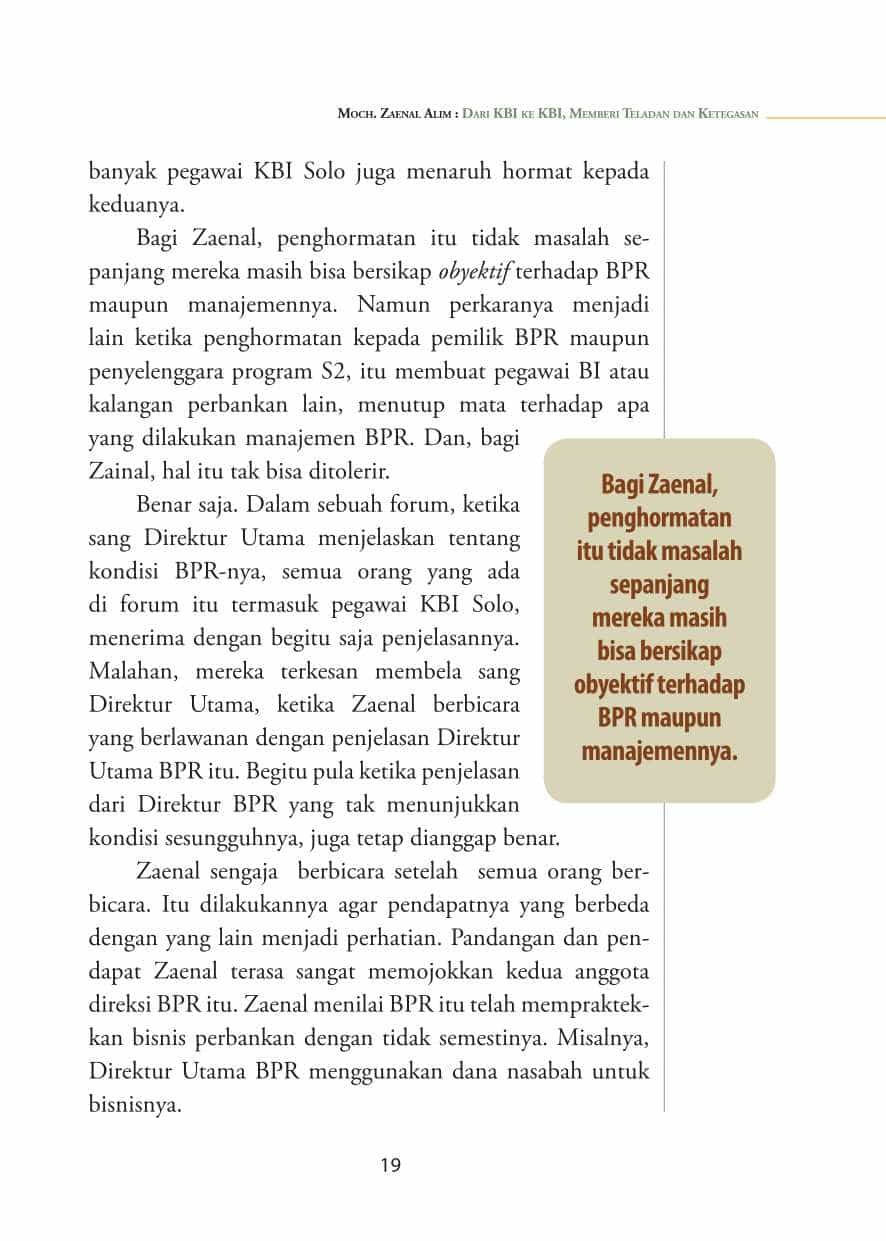 Moch. Zaenal Alim : Dari KBI ke KBI, Memberi Teladan dan Ketegasan
banyak pegawai KBI Solo juga menaruh hormat kepada
keduanya.
Bagi Zaenal, penghormatan itu tidak masalah se-
panjang mereka masih bisa bersikap obyektif terhadap BPR
maupun manajemennya. Namun perkaranya menjadi
lain ketika penghormatan kepada pemilik BPR maupun
penyelenggara program S2, itu membuat pegawai BI atau
kalangan perbankan lain, menutup mata terhadap apa
yang dilakukan manajemen BPR. Dan, bagi
Zainal, hal itu tak bisa ditolerir.
Benar saja. Dalam sebuah forum, ketika
sang Direktur Utama menjelaskan tentang
kondisi BPR-nya, semua orang yang ada
di forum itu termasuk pegawai KBI Solo,
menerima dengan begitu saja penjelasannya.
Malahan, mereka terkesan membela sang
Direktur Utama, ketika Zaenal berbicara
yang berlawanan dengan penjelasan Direktur
Utama BPR itu. Begitu pula ketika penjelasan
dari Direktur BPR yang tak menunjukkan
kondisi sesungguhnya, juga tetap dianggap benar.
Zaenal sengaja berbicara setelah semua orang ber-
bicara. Itu dilakukannya agar pendapatnya yang berbeda
dengan yang lain menjadi perhatian. Pandangan dan pen-
dapat Zaenal terasa sangat memojokkan kedua anggota
direksi BPR itu. Zaenal menilai BPR itu telah mempraktek-
kan bisnis perbankan dengan tidak semestinya. Misalnya,
Direktur Utama BPR menggunakan dana nasabah untuk
bisnisnya.
Bagi Zaenal,
penghormatan
itu tidak masalah
sepanjang
mereka masih
bisa bersikap
obyektif terhadap
BPR maupun
manajemennya.
19